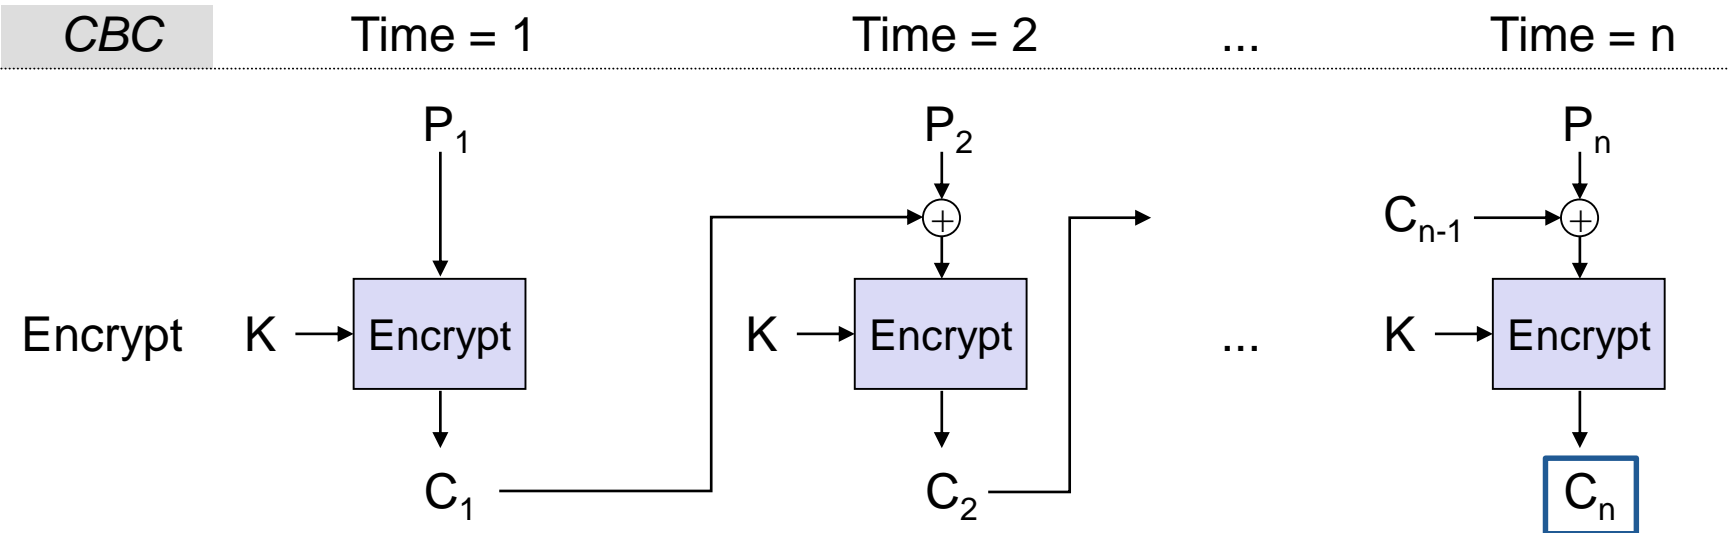 CBC Time = 1 Time = 2 ... Time = n
P₁ P₂ Pₙ
+ Cₙ₋₁ +
Encrypt K Encrypt K Encrypt ... K Encrypt
C₁ C₂ Cₙ